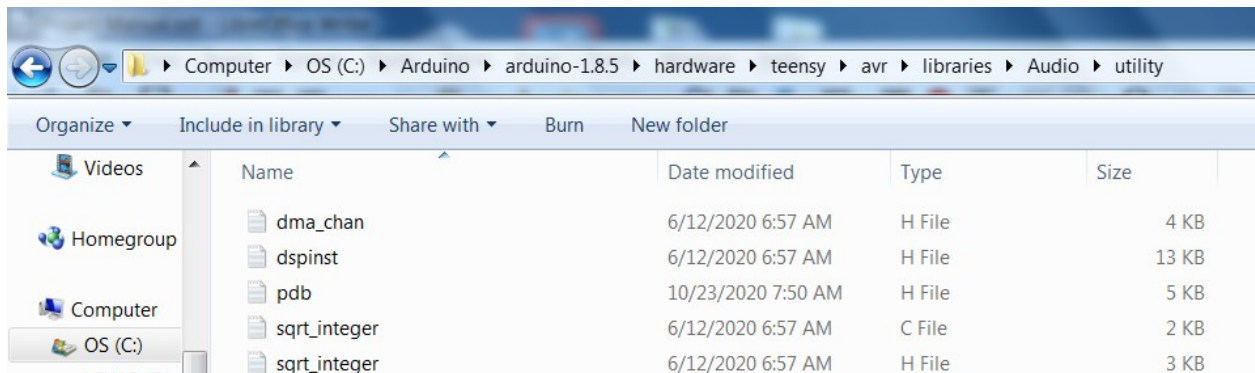 Computer OS (C:) Arduino arduino-1.8.5 hardware teensy avr libraries Audio utility
Organize Include in library Share with Burn New folder
Videos
Name Date modified Type Size
dma_chan 6/12/2020 6:57 AM H File 4 KB
Homegroup
dspinst 6/12/2020 6:57 AM H File 13 KB
pdb 10/23/2020 7:50 AM H File 5 KB
Computer
sqrt_integer 6/12/2020 6:57 AM C File 2 KB
OS (C:)
sqrt_integer 6/12/2020 6:57 AM H File 3 KB